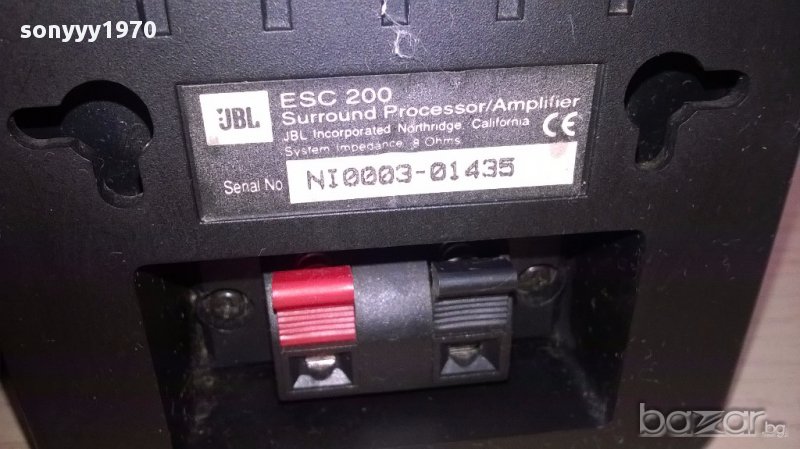 sonyyy1970
JBL
ESC 200
Surround Processor/Amplifier
JBL Incorporated Northridge, California
CE
System Impedance 8 Ohms
Serial No NI0003-01435
bazar.bg